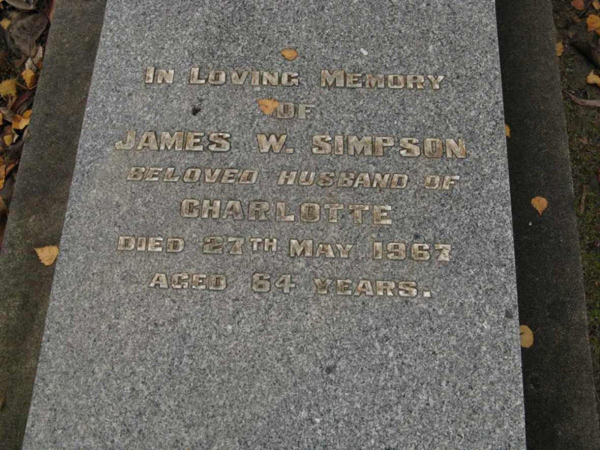 IN LOVING MEMORY
OF
JAMES W. SIMPSON
BELOVED HUSBAND OF
CHARLOTTE
DIED 27TH MAY 1967
AGED 64 YEARS.